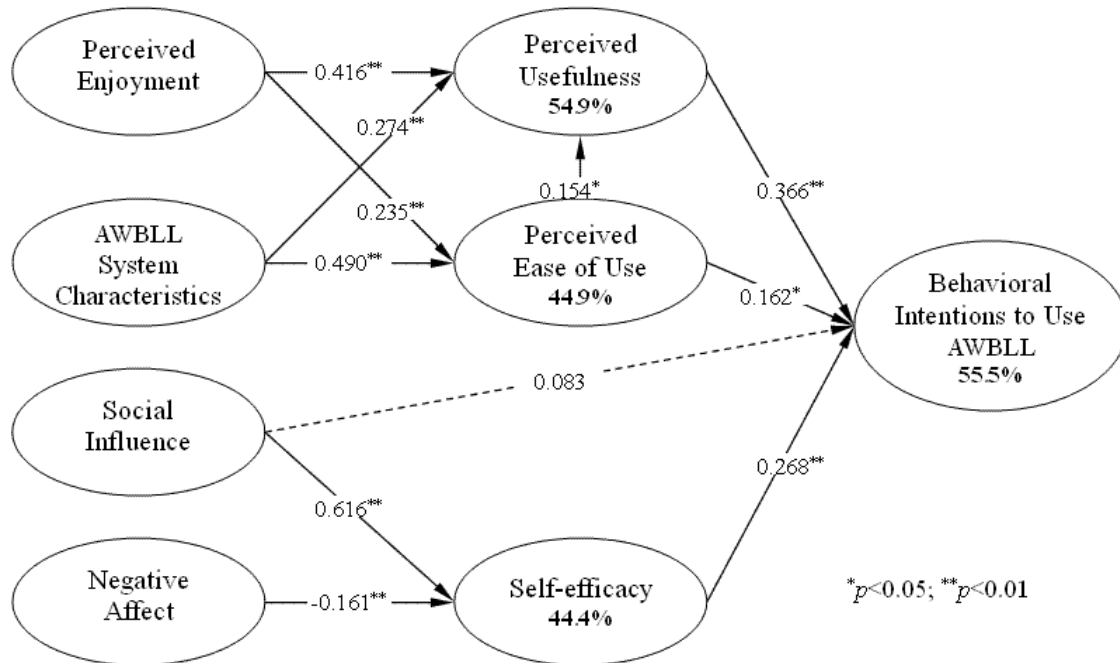 Perceived
Enjoyment
0.416**
Perceived
Usefulness
54.9%
0.274**
0.366**
0.154*
0.235**
AWBLL
System
Characteristics
0.490**
Perceived
Ease of Use
44.9%
0.162*
Behavioral
Intentions to Use
AWBLL
55.5%
0.083
Social
Influence
0.268**
0.616**
Negative
Affect
-0.161**
Self-efficacy
44.4%
*p<0.05; **p<0.01